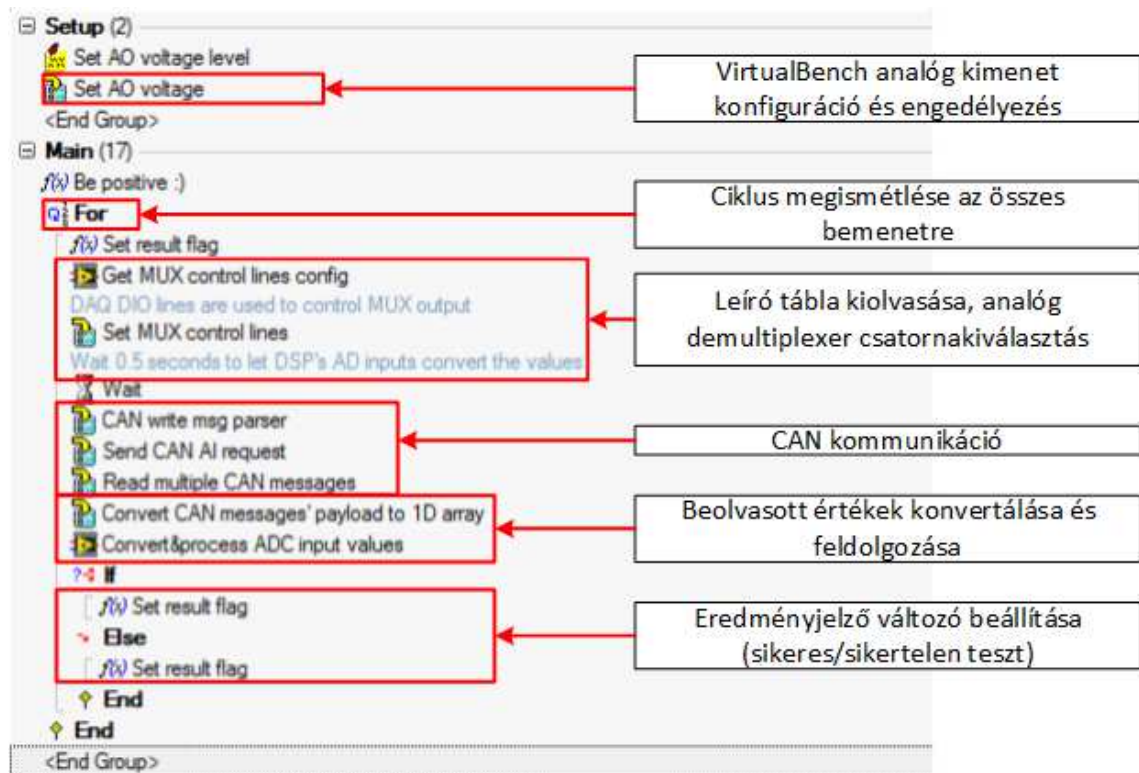 Setup (2)
Set AO voltage level
Set AO voltage
<End Group>
Main (17)
f(x) Be positive :)
For
f(x) Set result flag
Get MUX control lines config
DAQ DIO lines are used to control MUX output
Set MUX control lines
Wait 0.5 seconds to let DSP's AD inputs convert the values
Wait
CAN write msg parser
Send CAN AI request
Read multiple CAN messages
Convert CAN messages' payload to 1D array
Convert&process ADC input values
If
f(x) Set result flag
Else
f(x) Set result flag
End
End
<End Group>
VirtualBench analóg kimenet
konfiguráció és engedélyezés
Ciklus megismétlése az összes
bemenetre
Leíró tábla kiolvasása, analóg
demultiplexer csatornakiválasztás
CAN kommunikáció
Beolvasott értékek konvertálása és
feldolgozása
Eredményjelző változó beállítása
(sikeres/sikertelen teszt)